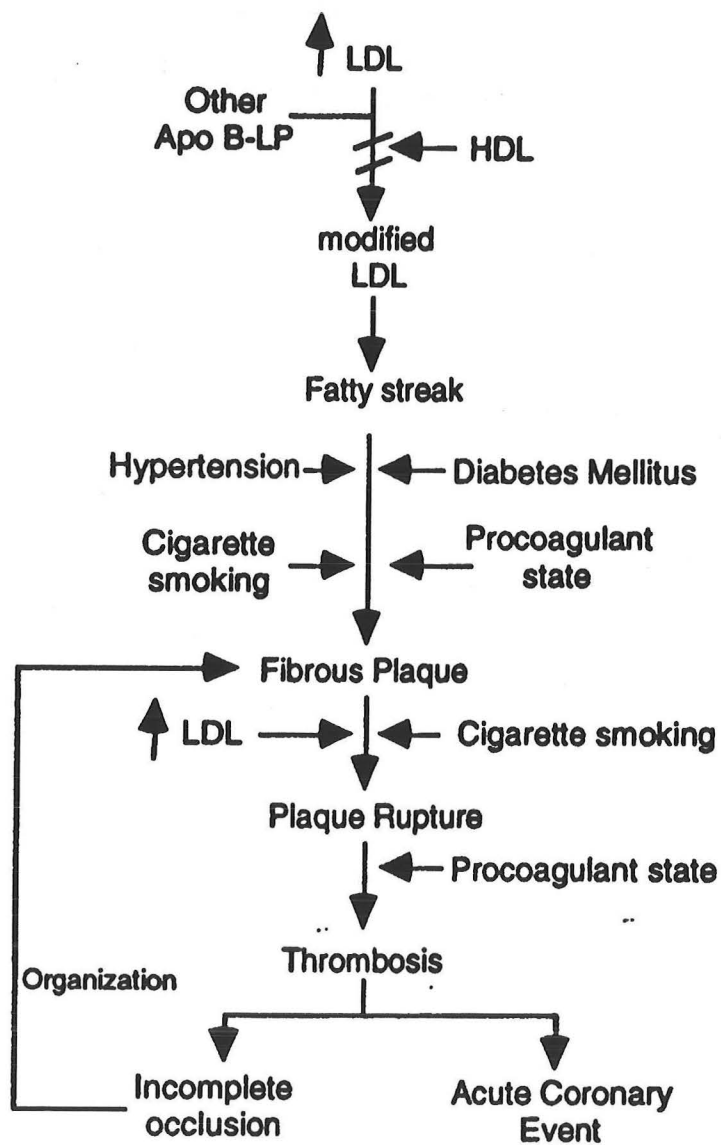 LDL
Other
Apo B-LP
HDL
modified
LDL
Fatty streak
Hypertension
Diabetes Mellitus
Cigarette
smoking
Procoagulant
state
Fibrous Plaque
LDL
Cigarette smoking
Plaque Rupture
Procoagulant state
Thrombosis
Organization
Incomplete
occlusion
Acute Coronary
Event